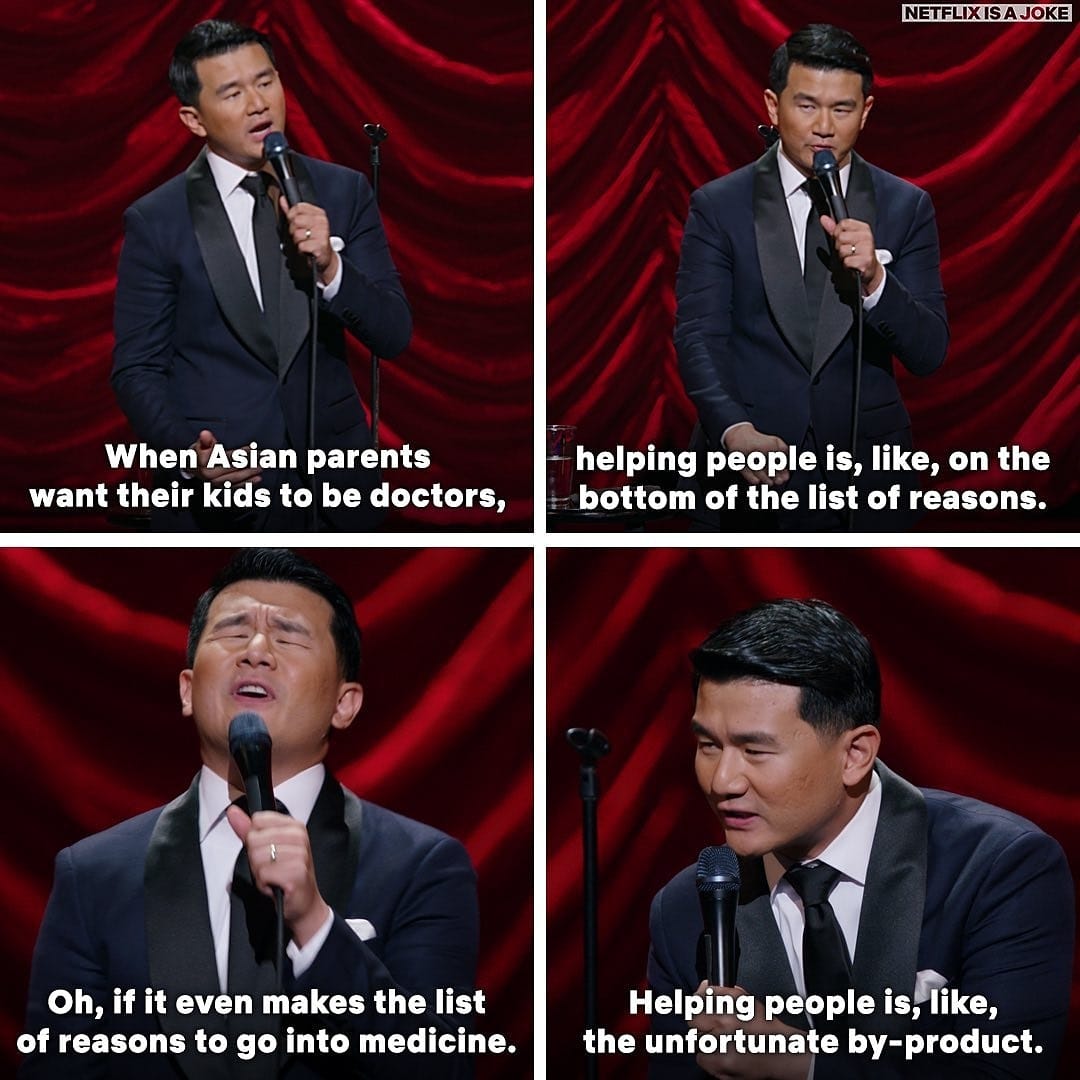 NETFLIX IS A JOKE
When Asian parents
want their kids to be doctors,
helping people is, like, on the
bottom of the list of reasons.
Oh, if it even makes the list
of reasons to go into medicine.
Helping people is, like,
the unfortunate by-product.